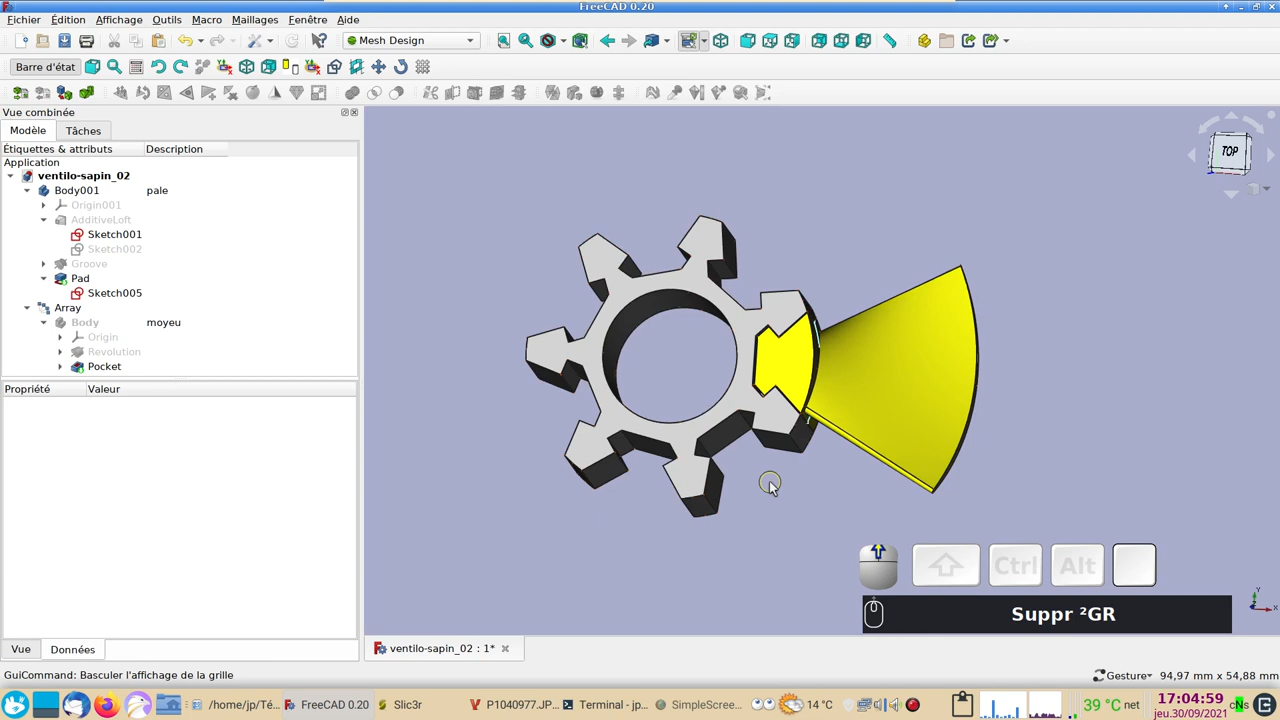 FreeCAD 0.20
Fichier Édition Affichage Outils Macro Maillages Fenêtre Aide
Mesh Design
Barre d'état
Vue combinée
Modèle Tâches
Étiquettes & attributs Description
Application
ventilo-sapin_02
Body001 pale
Origin001
AdditiveLoft
Sketch001
Sketch002
Groove
Pad
Sketch005
Array
Body moyeu
Origin
Revolution
Pocket
Propriété Valeur
TOP
Ctrl Alt
Suppr ²GR
Vue Données
ventilo-sapin_02 : 1*
GuiCommand: Basculer l'affichage de la grille
Gesture 94,97 mm x 54,88 mm
/home/jp/Té... FreeCAD 0.20 Slic3r P1040977.JP... Terminal - jp... SimpleScree... 14 °C 39 °C net 17:04:59
jeu.30/09/2021